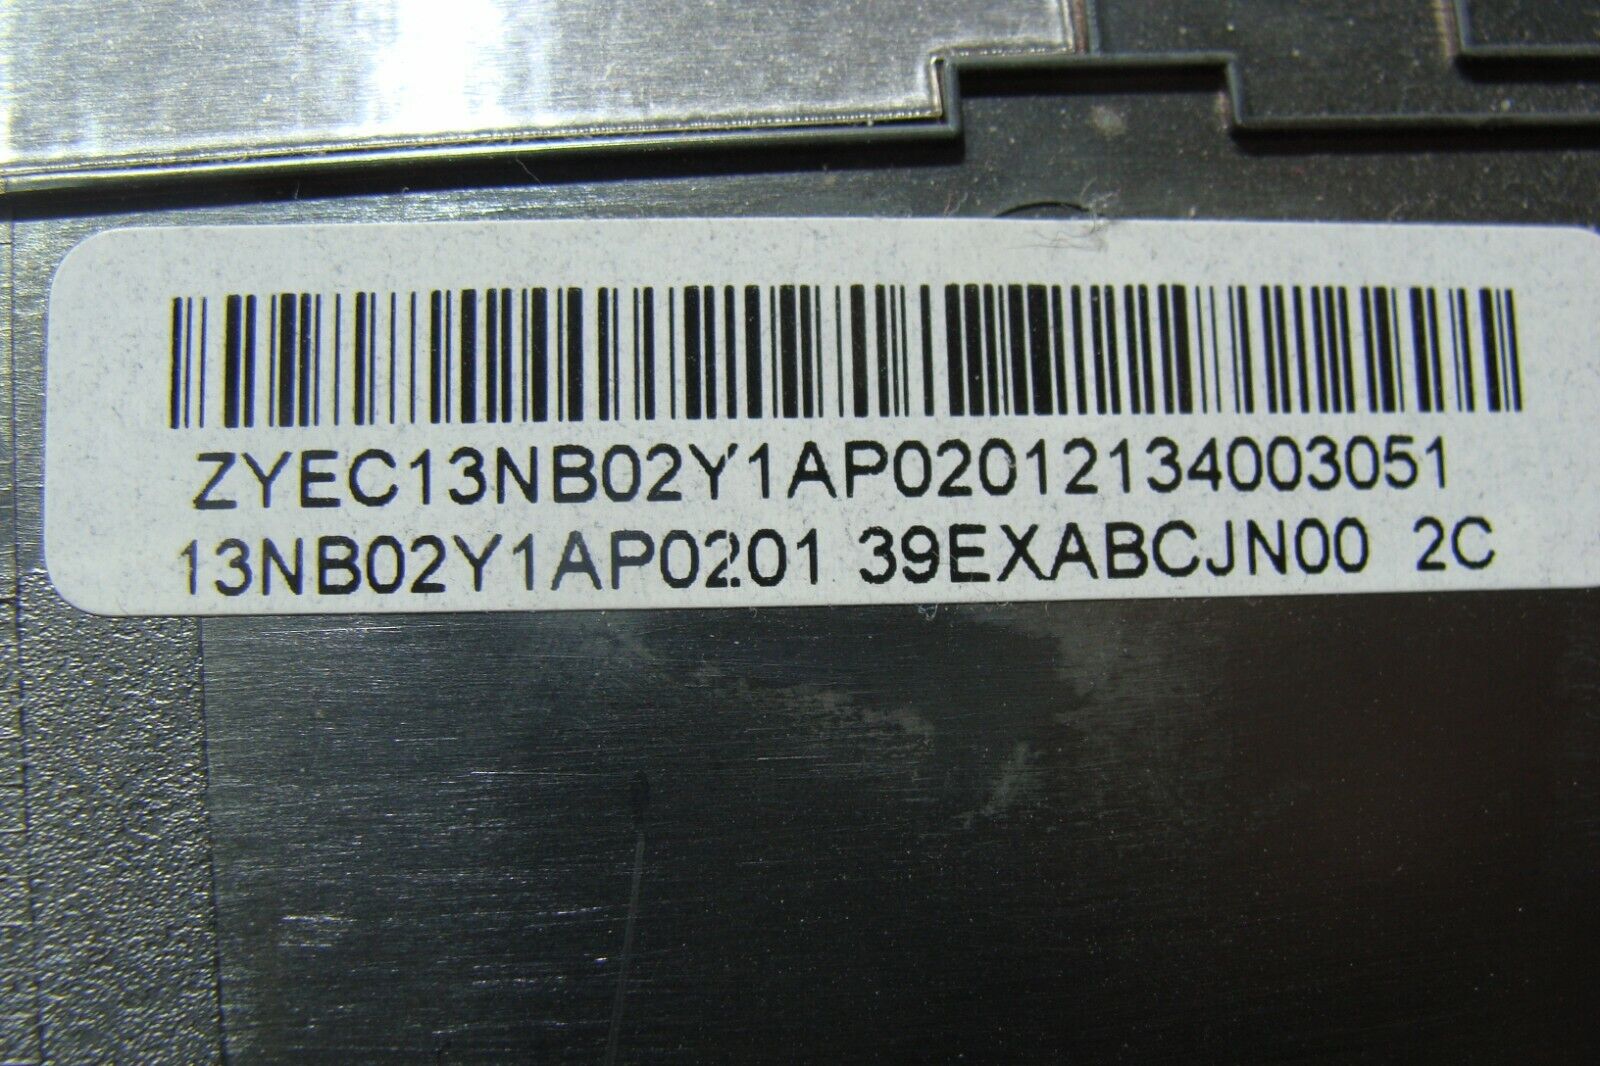 ZYEC13NB02Y1AP02012134003051
13NB02Y1AP0201 39EXABCJN00 2C